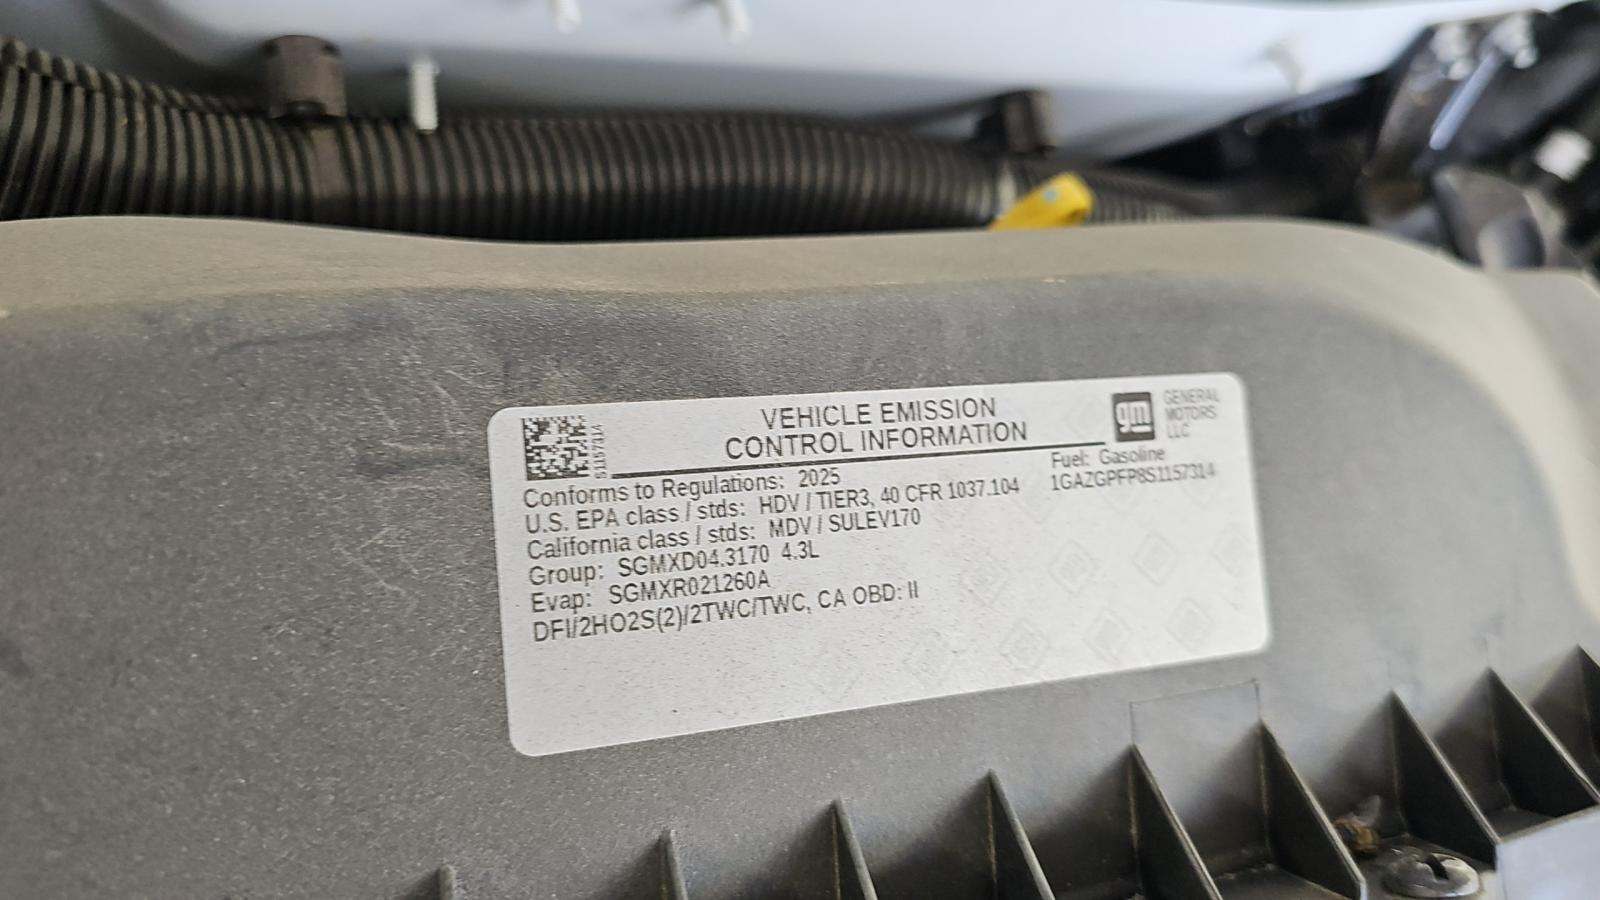 VEHICLE EMISSION
CONTROL INFORMATION
gm GENERAL
MOTORS
LLC
S1157314
Conforms to Regulations: 2025
Fuel: Gasoline
U.S. EPA class / stds: HDV / TIER3, 40 CFR 1037.104
1GAZGPFP8S1157314
California class / stds: MDV / SULEV170
Group: SGMXD04.3170 4.3L
Evap: SGMXR021260A
DFI/2HO2S(2)/2TWC/TWC, CA OBD: II